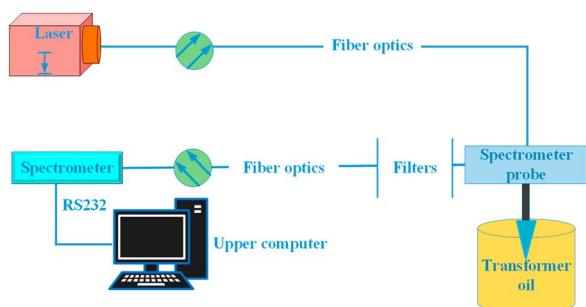 Laser
Fiber optics
Spectrometer
Fiber optics
Filters
Spectrometer
probe
RS232
Upper computer
Transformer
oil